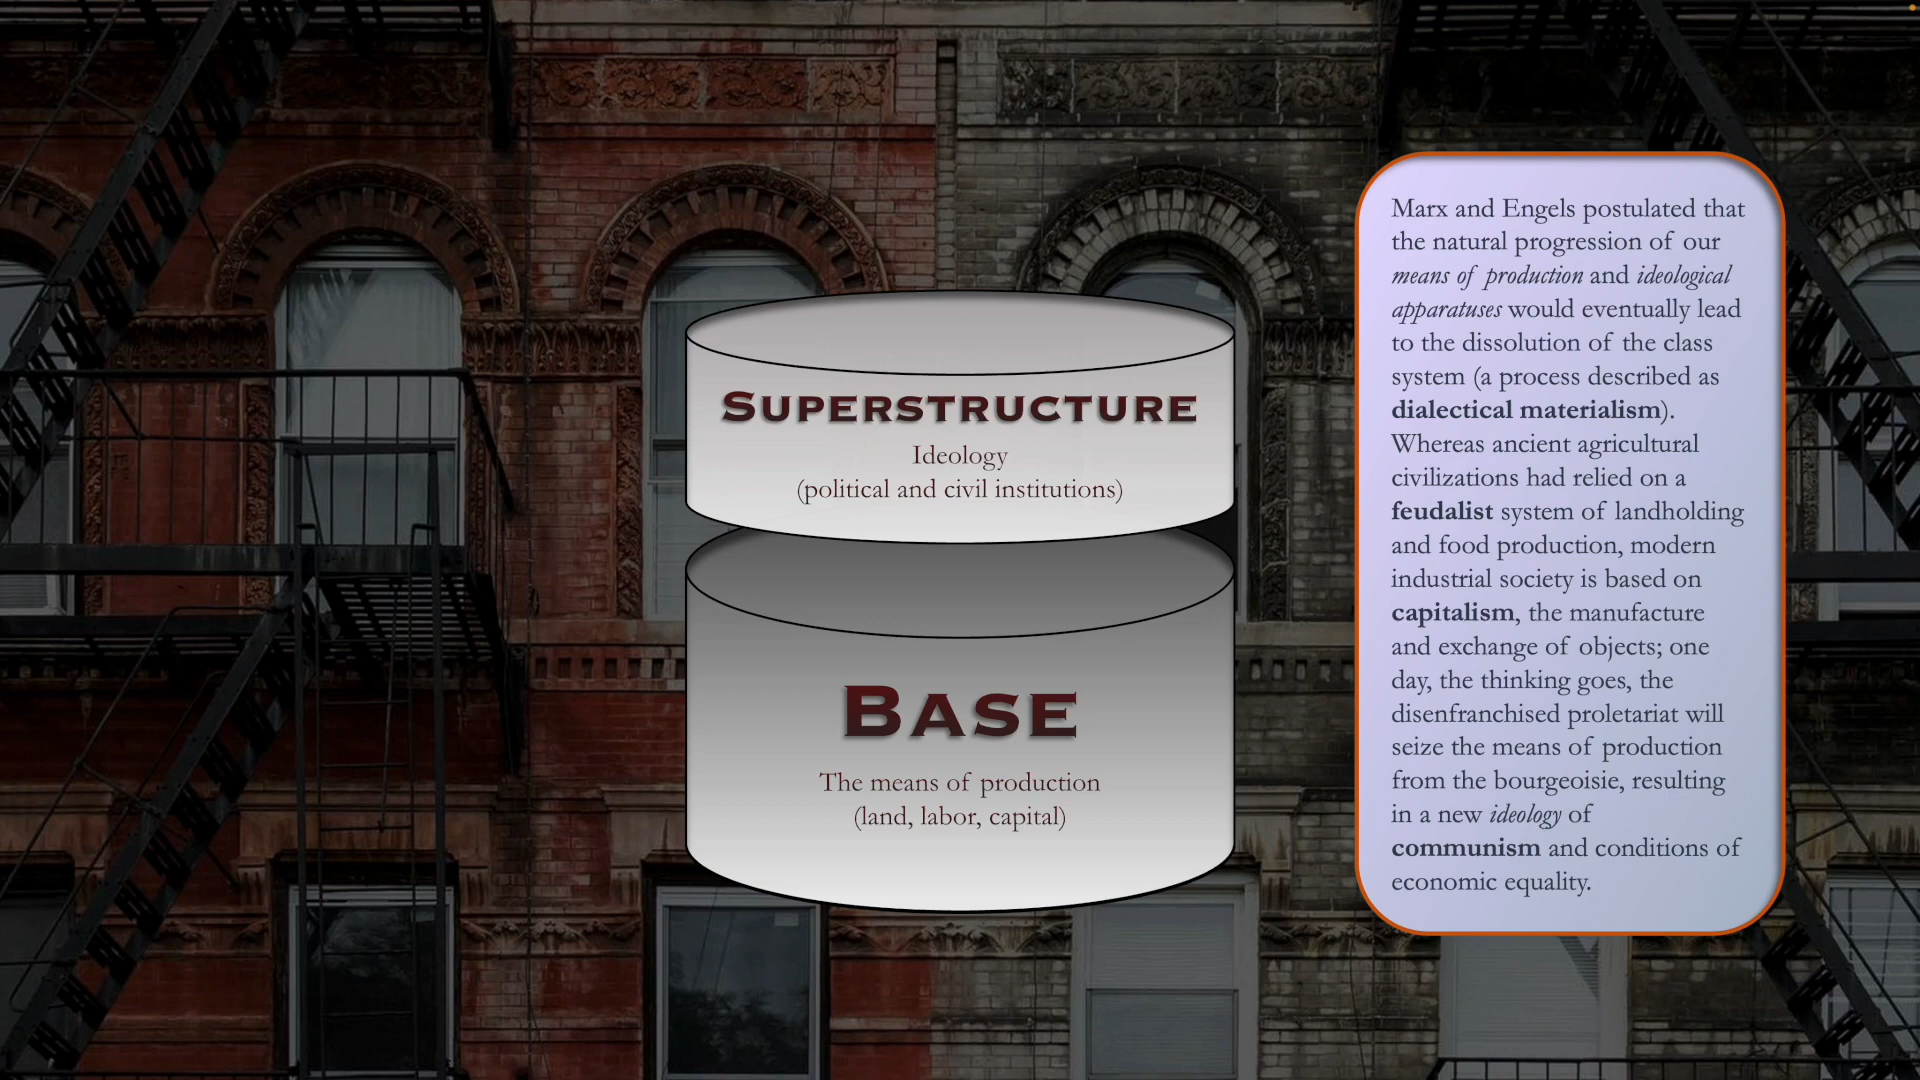 Superstructure
Ideology
(political and civil institutions)
Base
The means of production
(land, labor, capital)
Marx and Engels postulated that
the natural progression of our
means of production and ideological
apparatuses would eventually lead
to the dissolution of the class
system (a process described as
dialectical materialism).
Whereas ancient agricultural
civilizations had relied on a
feudalist system of landholding
and food production, modern
industrial society is based on
capitalism, the manufacture
and exchange of objects; one
day, the thinking goes, the
disenfranchised proletariat will
seize the means of production
from the bourgeoisie, resulting
in a new ideology of
communism and conditions of
economic equality.